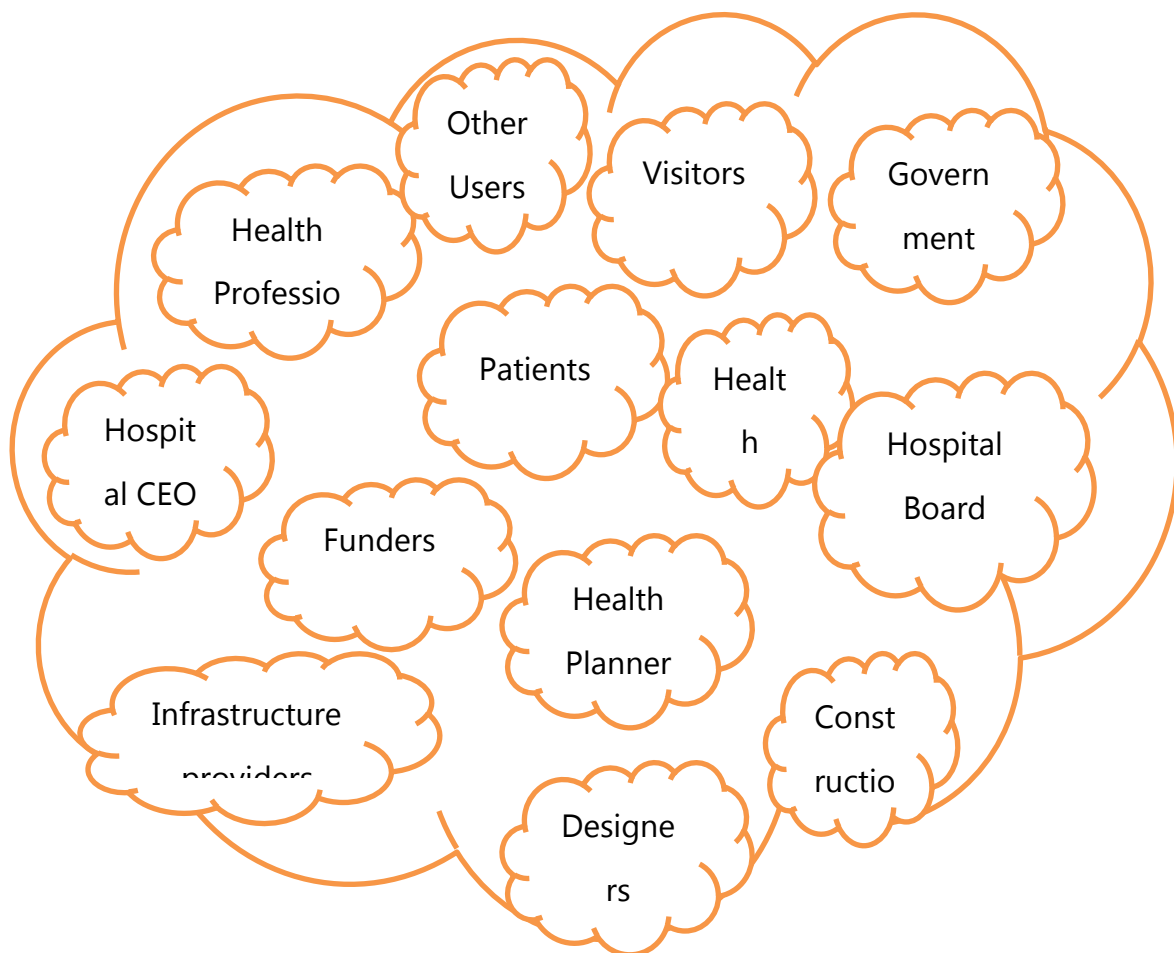 Other
Users
Visitors
Govern
ment
Health
Professio
Patients
Healt
h
Hospit
al CEO
Hospital
Board
Funders
Health
Planner
Infrastructure
providers
Const
ructio
Designe
rs